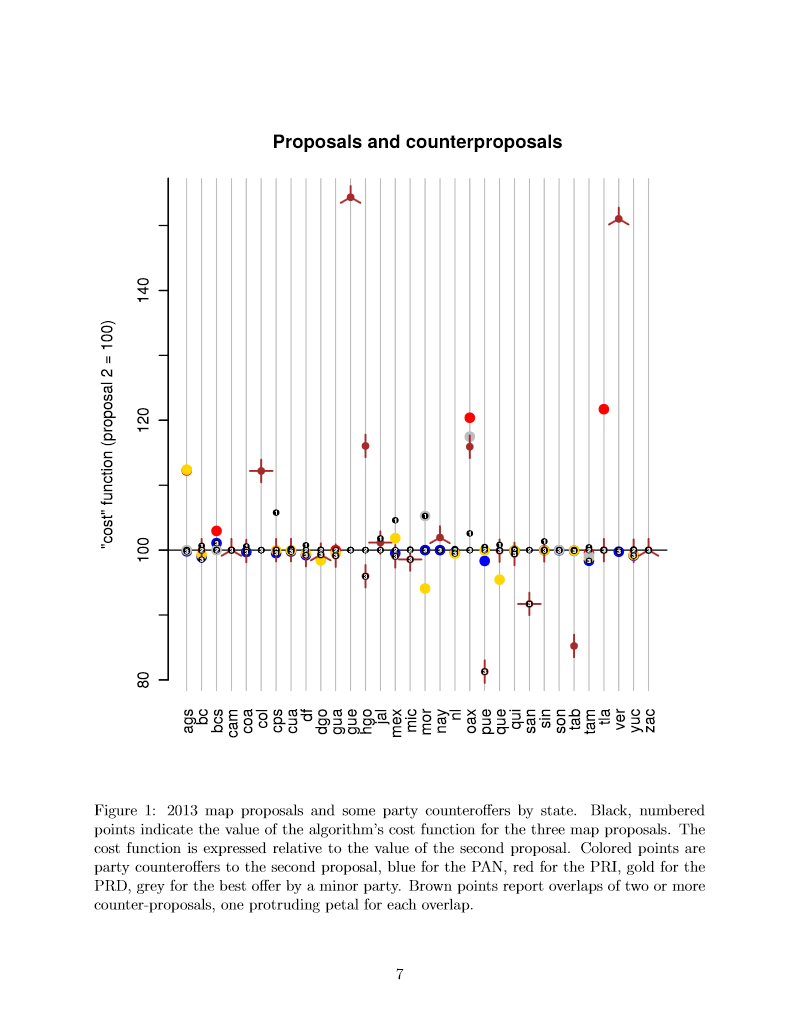 Proposals and counterproposals
"cost" function (proposal 2 = 100)
140
120
100
80
ags bc bcs cam coa col cps cua df dgo gua gue hgo jal mex mic mor nay nl oax pue que qui san sin son tab tam tla ver yuc zac
Figure 1: 2013 map proposals and some party counteroffers by state. Black, numbered
points indicate the value of the algorithm's cost function for the three map proposals. The
cost function is expressed relative to the value of the second proposal. Colored points are
party counteroffers to the second proposal, blue for the PAN, red for the PRI, gold for the
PRD, grey for the best offer by a minor party. Brown points report overlaps of two or more
counter-proposals, one protruding petal for each overlap.
7